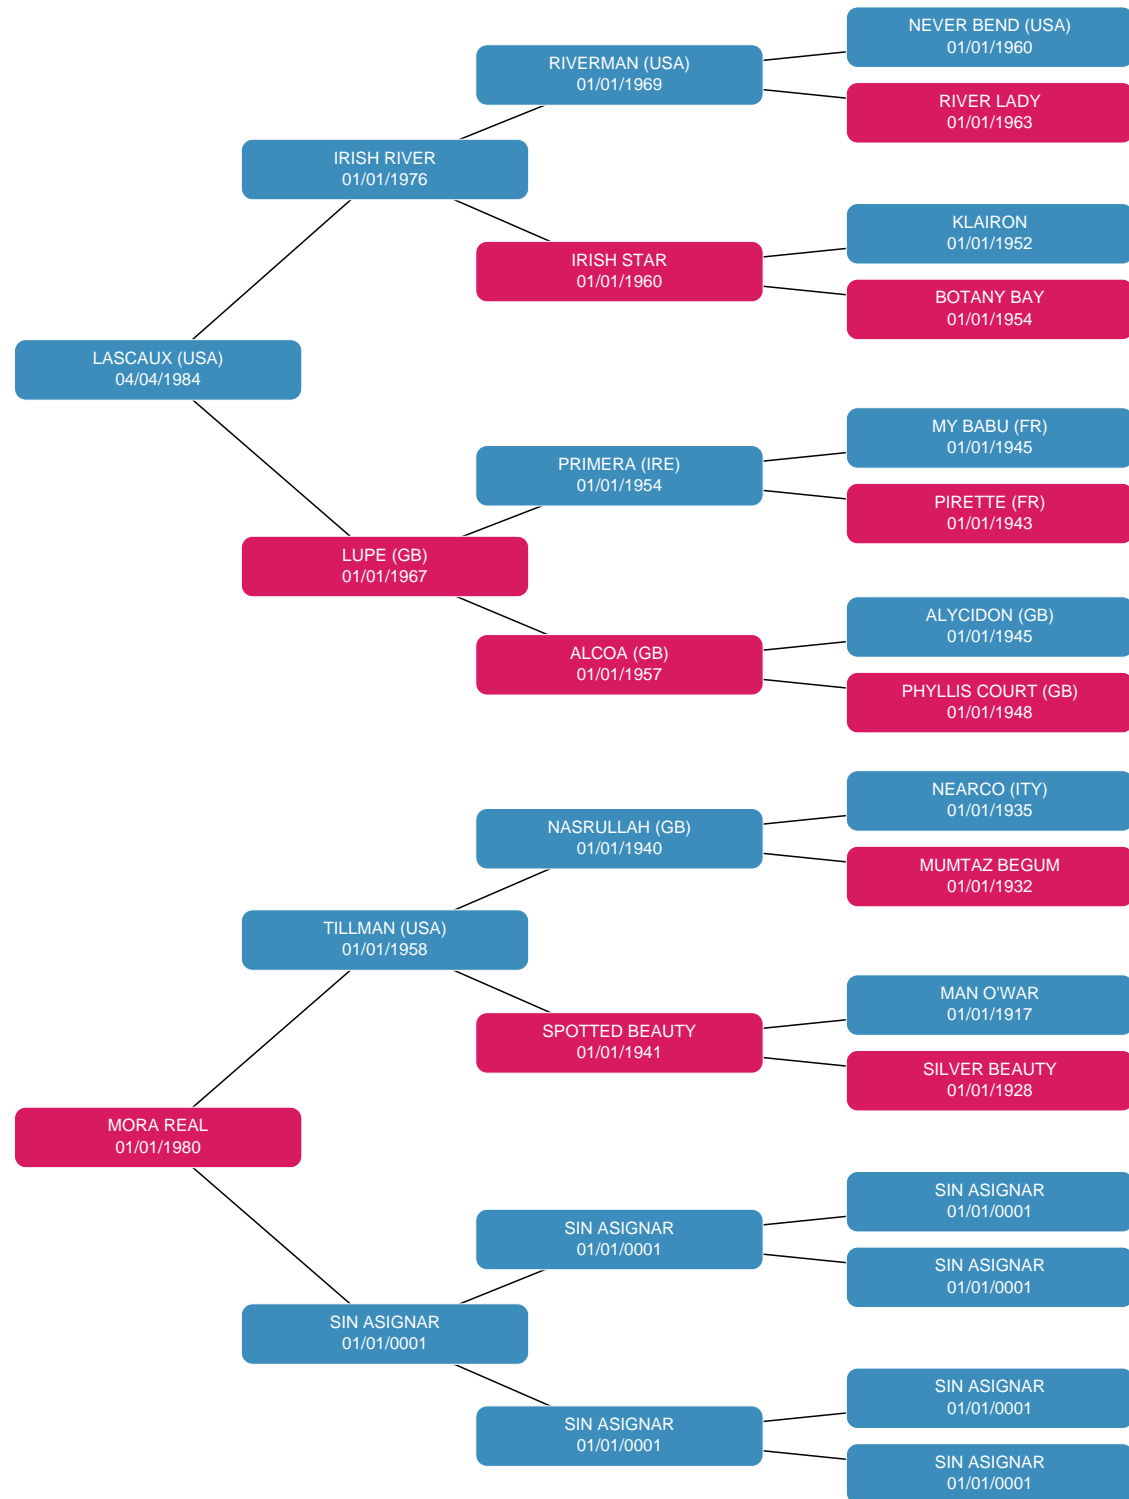 NEVER BEND (USA)
01/01/1960
RIVERMAN (USA)
01/01/1969
RIVER LADY
01/01/1963
IRISH RIVER
01/01/1976
KLAIRON
01/01/1952
IRISH STAR
01/01/1960
BOTANY BAY
01/01/1954
LASCAUX (USA)
04/04/1984
MY BABU (FR)
01/01/1945
PRIMERA (IRE)
01/01/1954
PIRETTE (FR)
01/01/1943
LUPE (GB)
01/01/1967
ALYCIDON (GB)
01/01/1945
ALCOA (GB)
01/01/1957
PHYLLIS COURT (GB)
01/01/1948
NEARCO (ITY)
01/01/1935
NASRULLAH (GB)
01/01/1940
MUMTAZ BEGUM
01/01/1932
TILLMAN (USA)
01/01/1958
MAN O'WAR
01/01/1917
SPOTTED BEAUTY
01/01/1941
SILVER BEAUTY
01/01/1928
MORA REAL
01/01/1980
SIN ASIGNAR
01/01/0001
SIN ASIGNAR
01/01/0001
SIN ASIGNAR
01/01/0001
SIN ASIGNAR
01/01/0001
SIN ASIGNAR
01/01/0001
SIN ASIGNAR
01/01/0001
SIN ASIGNAR
01/01/0001